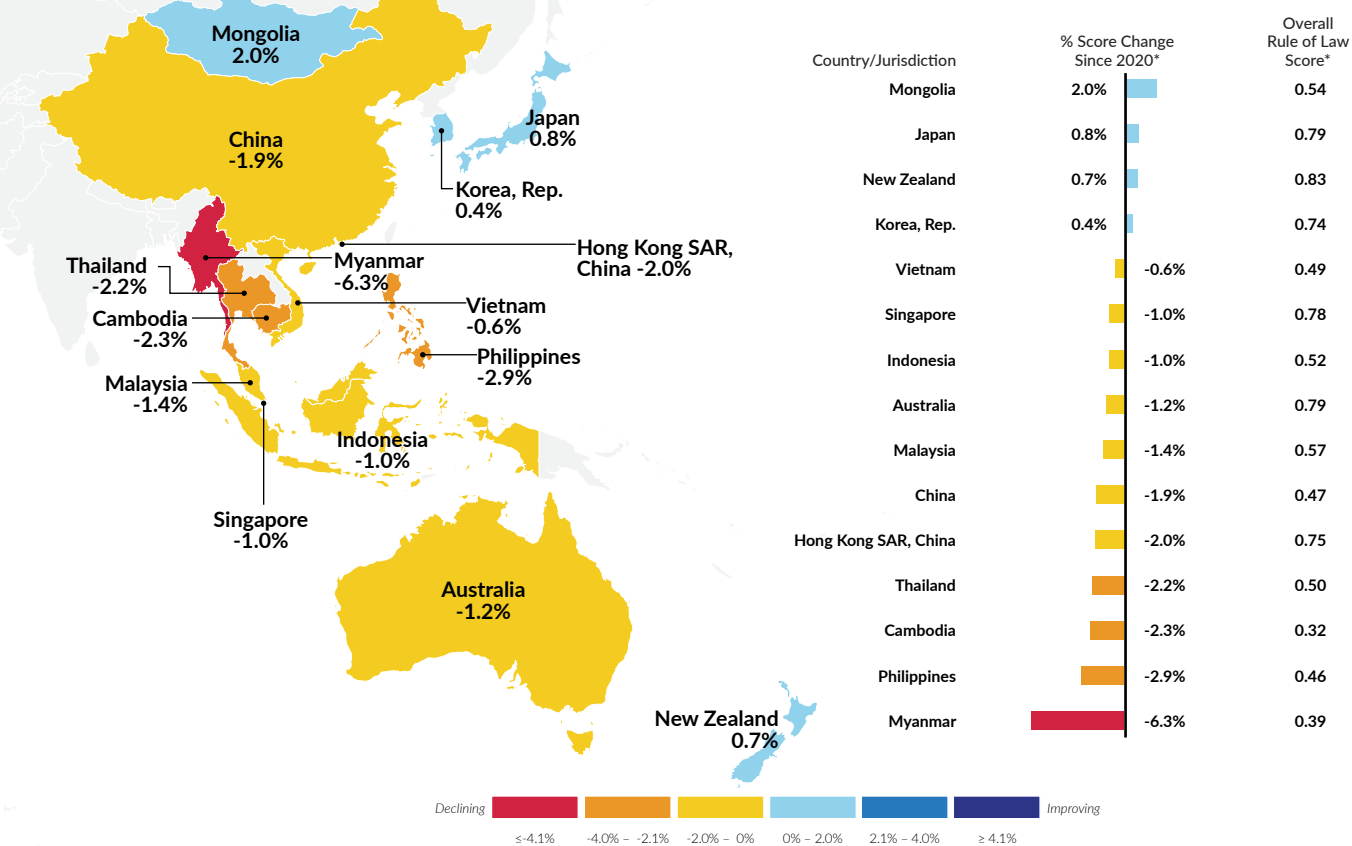 Mongolia
2.0%
China
-1.9%
Japan
0.8%
Korea, Rep.
0.4%
Hong Kong SAR,
China -2.0%
Thailand
-2.2%
Myanmar
-6.3%
Cambodia
-2.3%
Vietnam
-0.6%
Philippines
-2.9%
Malaysia
-1.4%
Indonesia
-1.0%
Singapore
-1.0%
Australia
-1.2%
New Zealand
0.7%
Country/Jurisdiction
% Score Change
Since 2020*
Overall
Rule of Law
Score*
Mongolia 2.0% 0.54
Japan 0.8% 0.79
New Zealand 0.7% 0.83
Korea, Rep. 0.4% 0.74
Vietnam -0.6% 0.49
Singapore -1.0% 0.78
Indonesia -1.0% 0.52
Australia -1.2% 0.79
Malaysia -1.4% 0.57
China -1.9% 0.47
Hong Kong SAR, China -2.0% 0.75
Thailand -2.2% 0.50
Cambodia -2.3% 0.32
Philippines -2.9% 0.46
Myanmar -6.3% 0.39
Declining Improving
≤-4.1% -4.0% – -2.1% -2.0% – 0% 0% – 2.0% 2.1% – 4.0% ≥ 4.1%